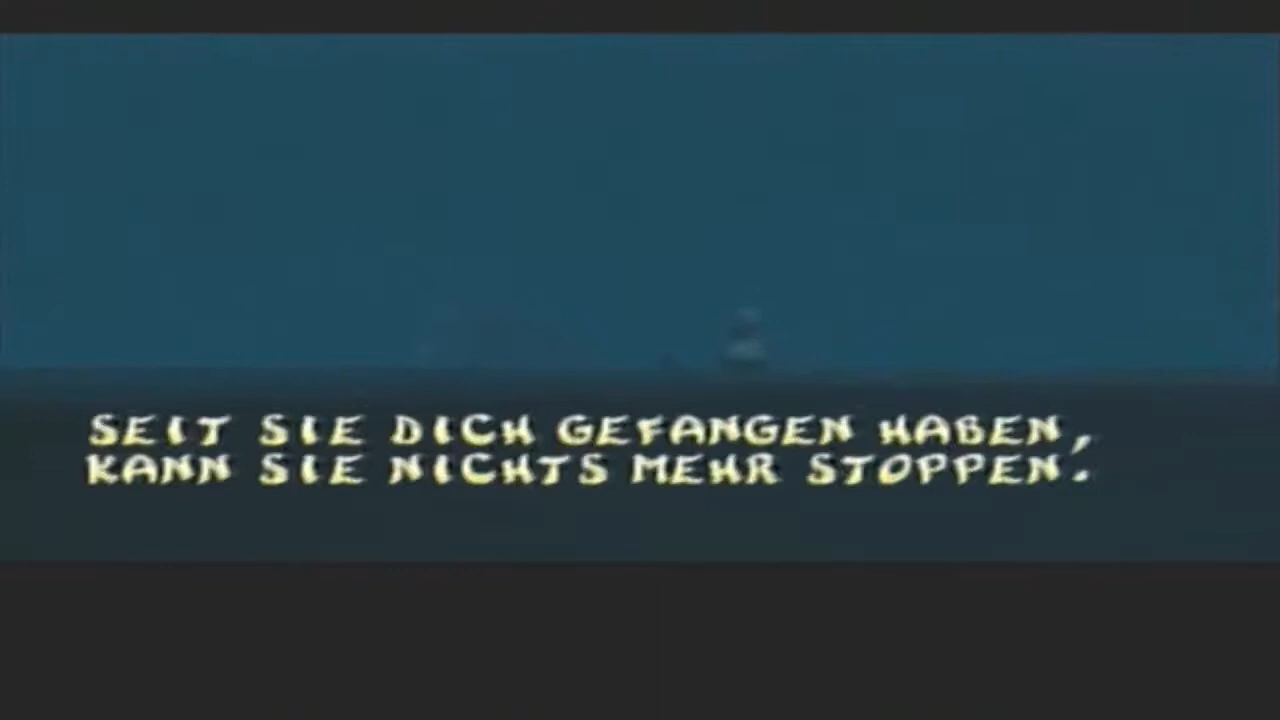 SEIT SIE DICH GEFANGEN HABEN,
KANN SIE NICHTS MEHR STOPPEN.